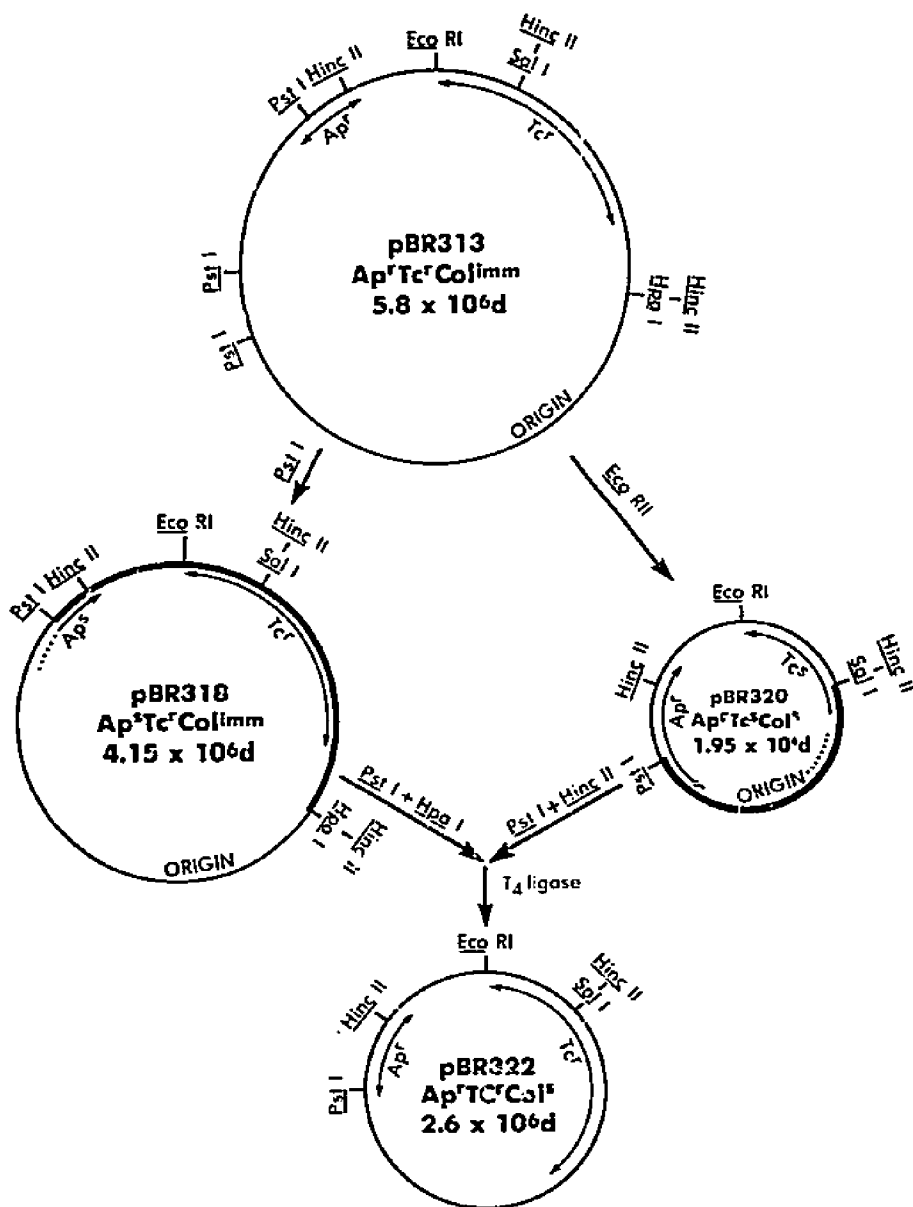 Eco RI
Hinc II
Sal I
Pst I Hinc II
Apʳ
Tcʳ
pBR313
ApʳTcʳColⁱᵐᵐ
5.8 x 10⁶d
Pst I
Pst I
Hpa I
Hinc II
ORIGIN
Pst I
Eco RII
Eco RI
Hinc II
Sal I
Pst I Hinc II
Apˢ
Tcʳ
pBR318
ApˢTcʳColⁱᵐᵐ
4.15 x 10⁶d
Hpa I
Hinc II
ORIGIN
Eco RI
Hinc II
Tcˢ
Sal I
Hinc II
Apʳ
pBR320
ApʳTcˢColˢ
1.95 x 10⁶d
Pst I
ORIGIN
Pst I + Hpa I
Pst I + Hinc II
T₄ ligase
Eco RI
Hinc II
Sal I
Hinc II
Pst I
Apʳ
Tcʳ
pBR322
ApʳTCʳColˢ
2.6 x 10⁶d